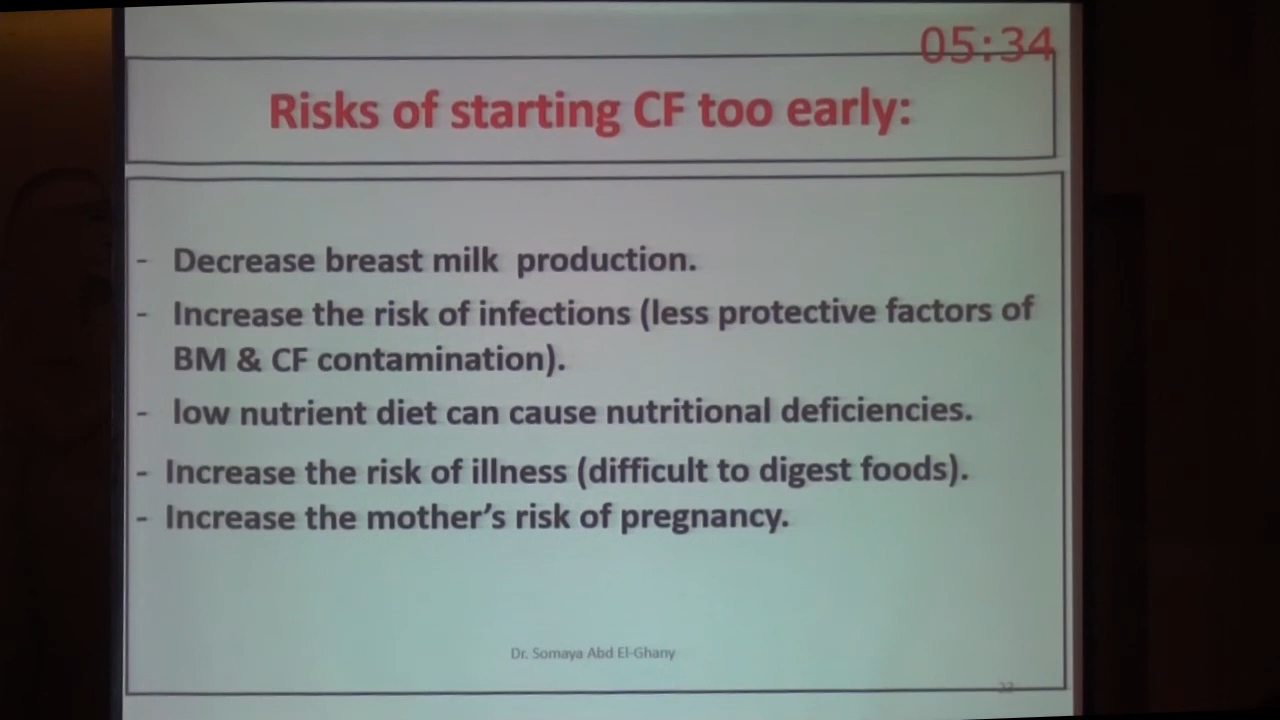 05:34
Risks of starting CF too early:
- Decrease breast milk production.
- Increase the risk of infections (less protective factors of
BM & CF contamination).
- low nutrient diet can cause nutritional deficiencies.
- Increase the risk of illness (difficult to digest foods).
- Increase the mother's risk of pregnancy.
Dr. Somaya Abd El-Ghany